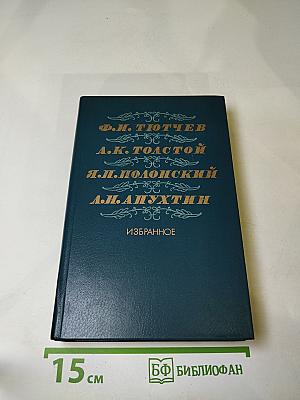 Ф.И.ТЮТЧЕВ
А.К.ТОЛСТОЙ
Я.П.ПОЛОНСКИЙ
А.Н.АПУХТИН
ИЗБРАННОЕ
15 см
БФ БИБЛИОФАН